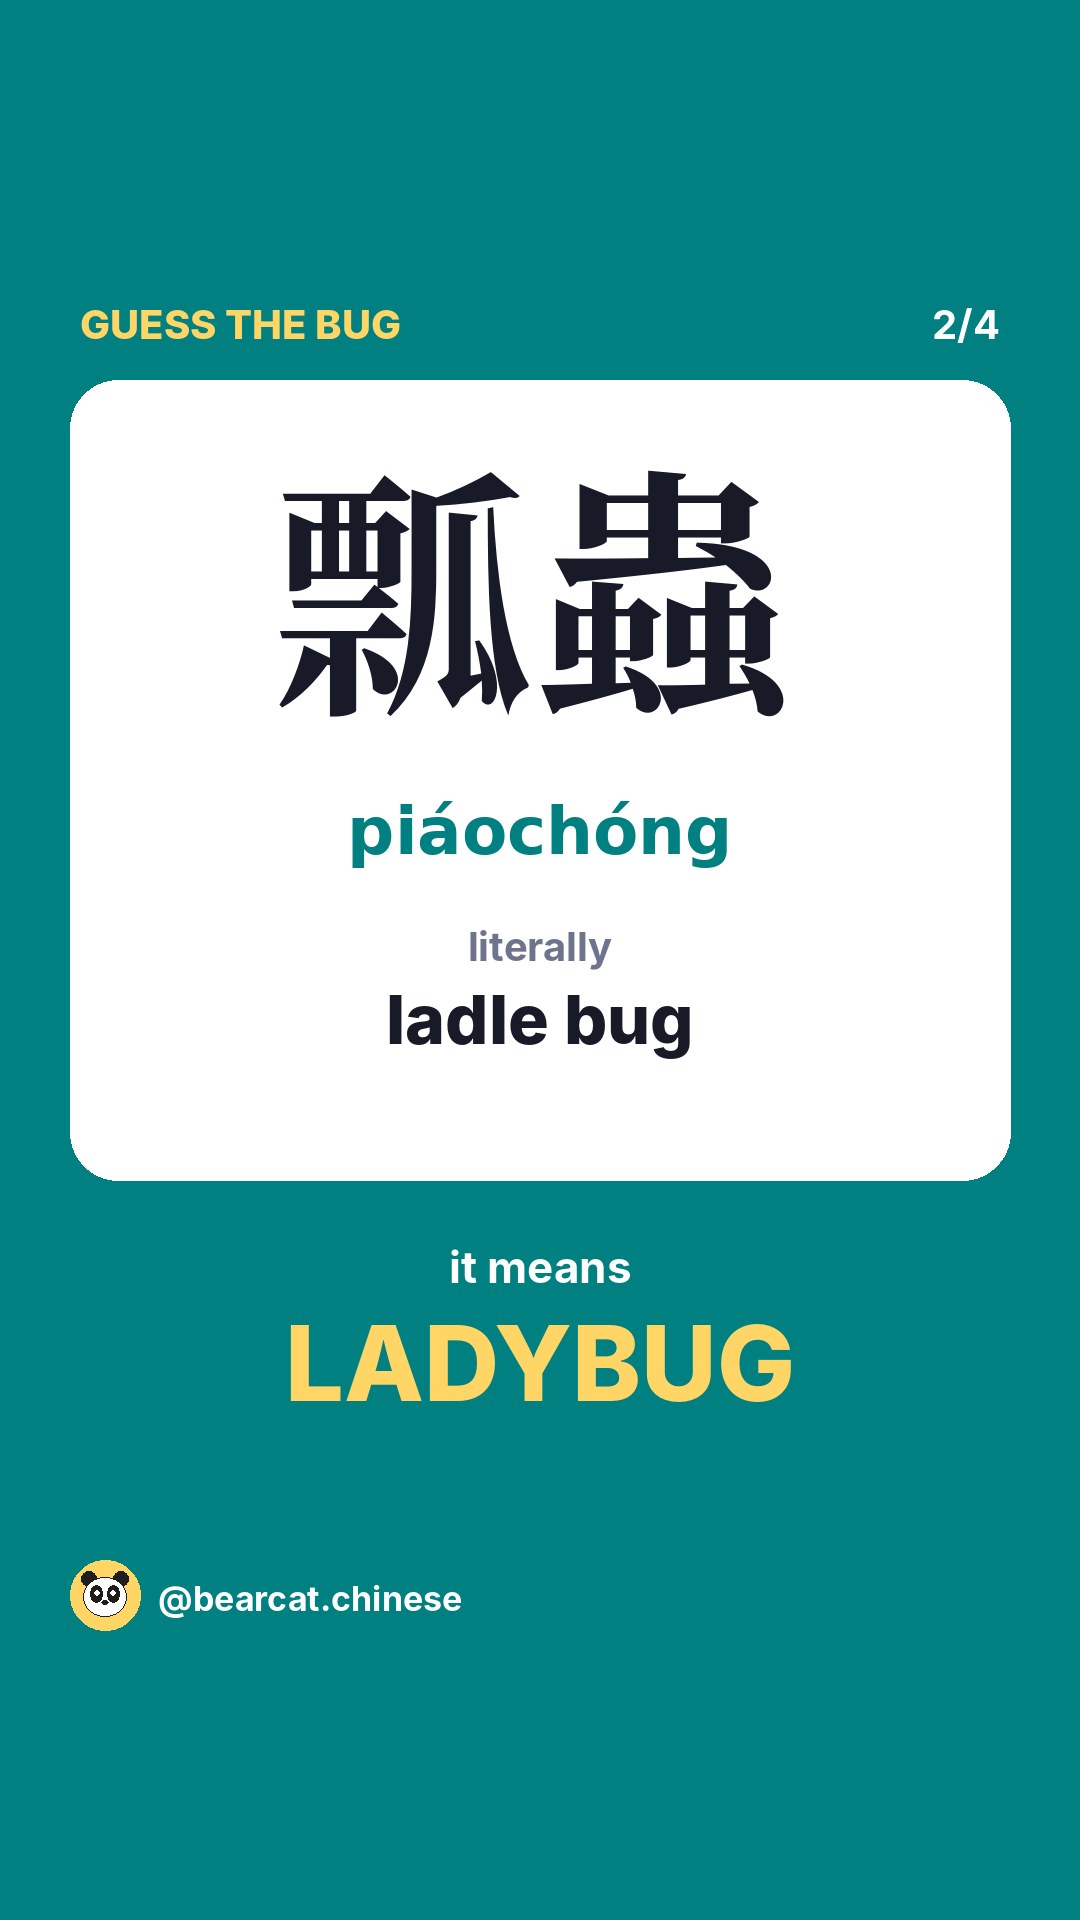 GUESS THE BUG
2/4
瓢蟲
piáochóng
literally
ladle bug
it means
LADYBUG
@bearcat.chinese